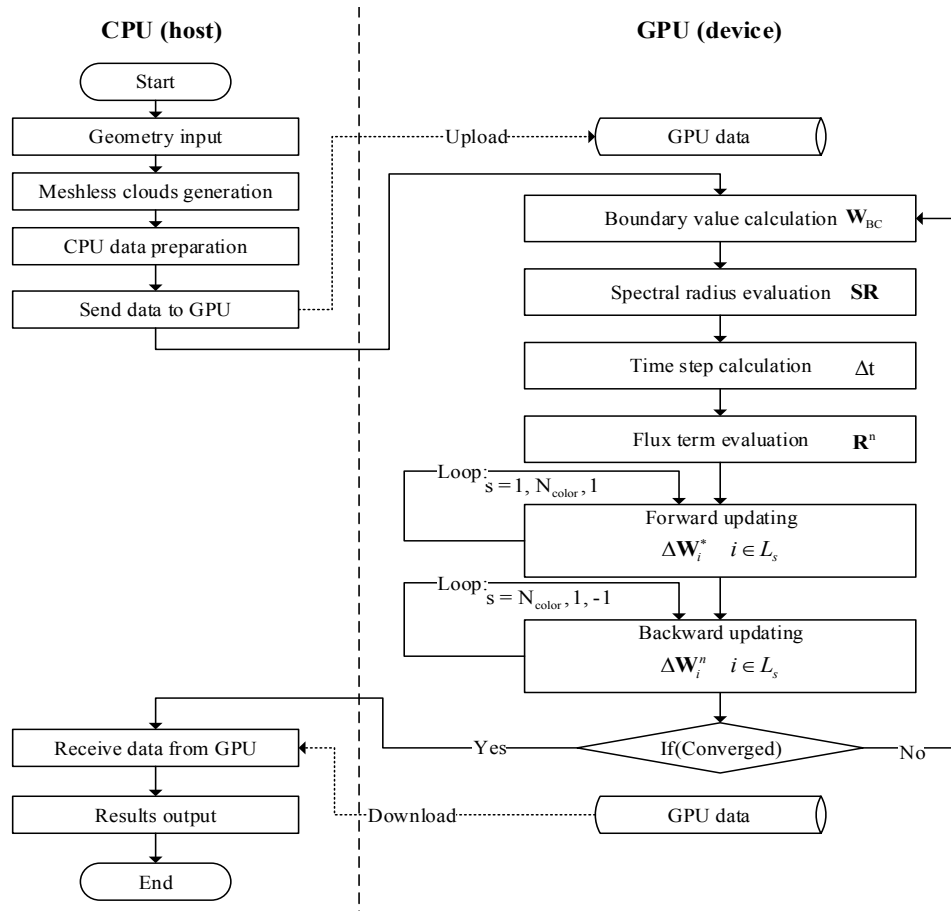 CPU (host)
GPU (device)
Start
Geometry input
Meshless clouds generation
CPU data preparation
Send data to GPU
Upload
GPU data
Boundary value calculation W_BC
Spectral radius evaluation SR
Time step calculation Δt
Flux term evaluation Rⁿ
Loop:
s = 1, N_color, 1
Forward updating
ΔW_i^* i ∈ L_s
Loop:
s = N_color, 1, -1
Backward updating
ΔW_i^n i ∈ L_s
If(Converged)
Yes
No
Receive data from GPU
Download
GPU data
Results output
End